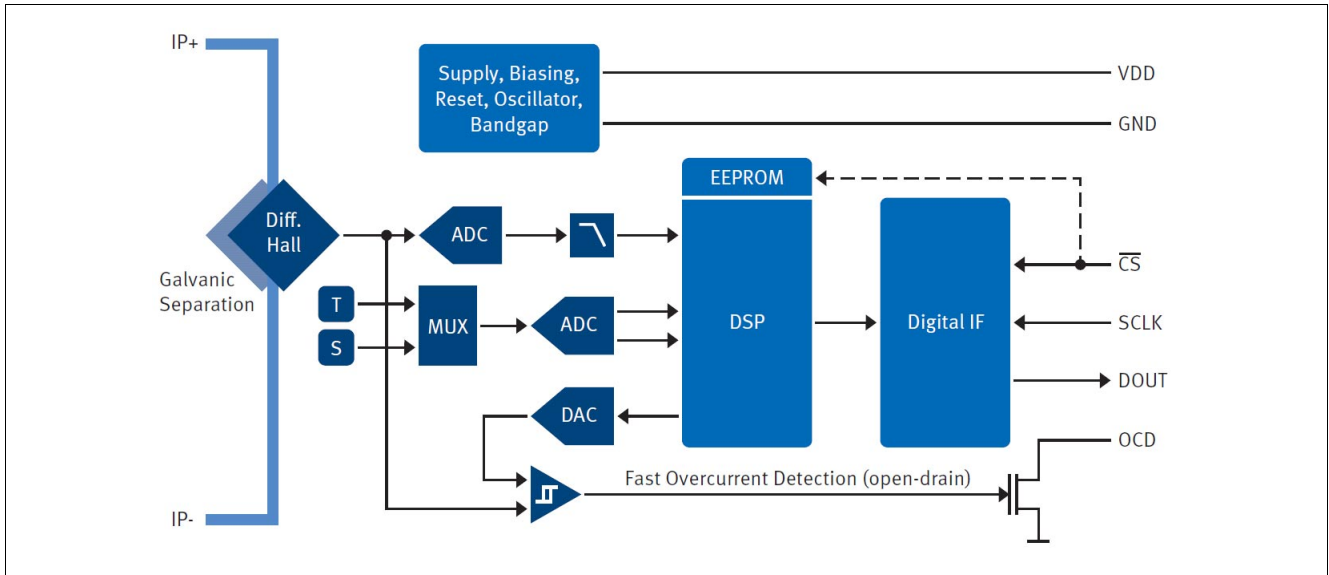 IP+
Supply, Biasing,
Reset, Oscillator,
Bandgap
VDD
GND
EEPROM
Diff.
Hall
ADC
Galvanic
Separation
CS
T
S
MUX
ADC
DSP
Digital IF
SCLK
DOUT
DAC
OCD
Fast Overcurrent Detection (open-drain)
IP-